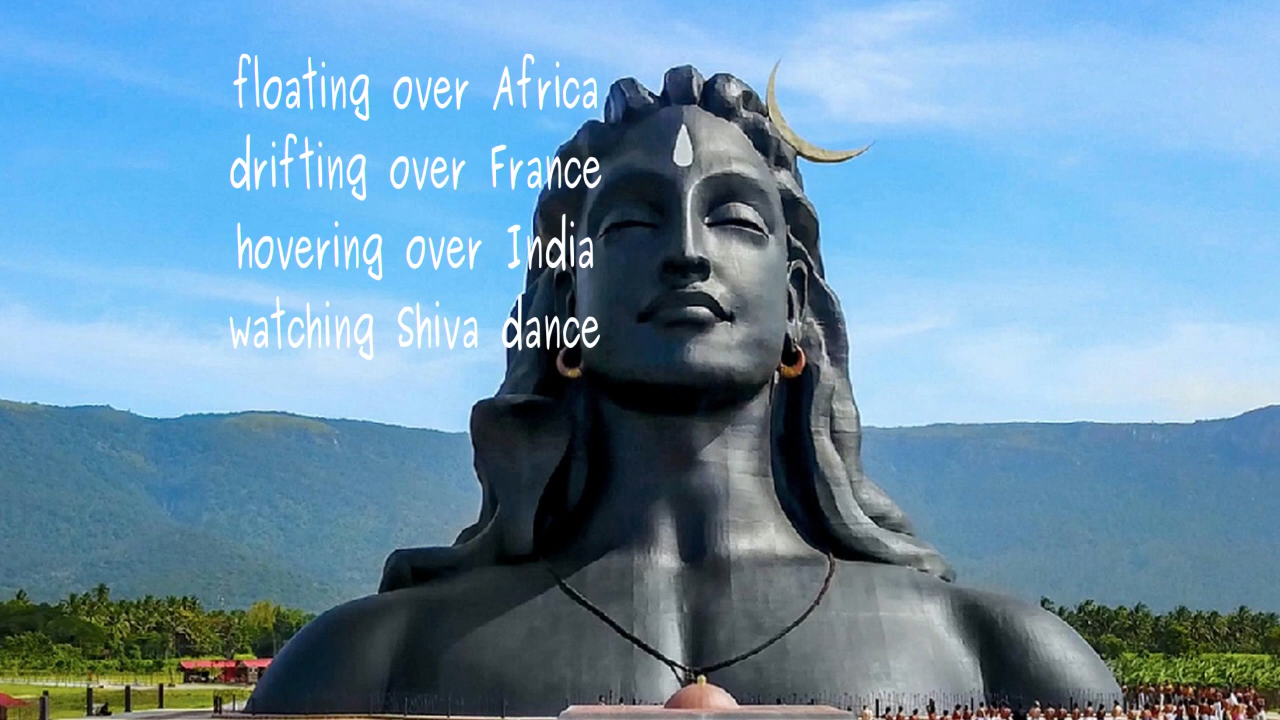 floating over Africa
drifting over France
hovering over India
watching Shiva dance